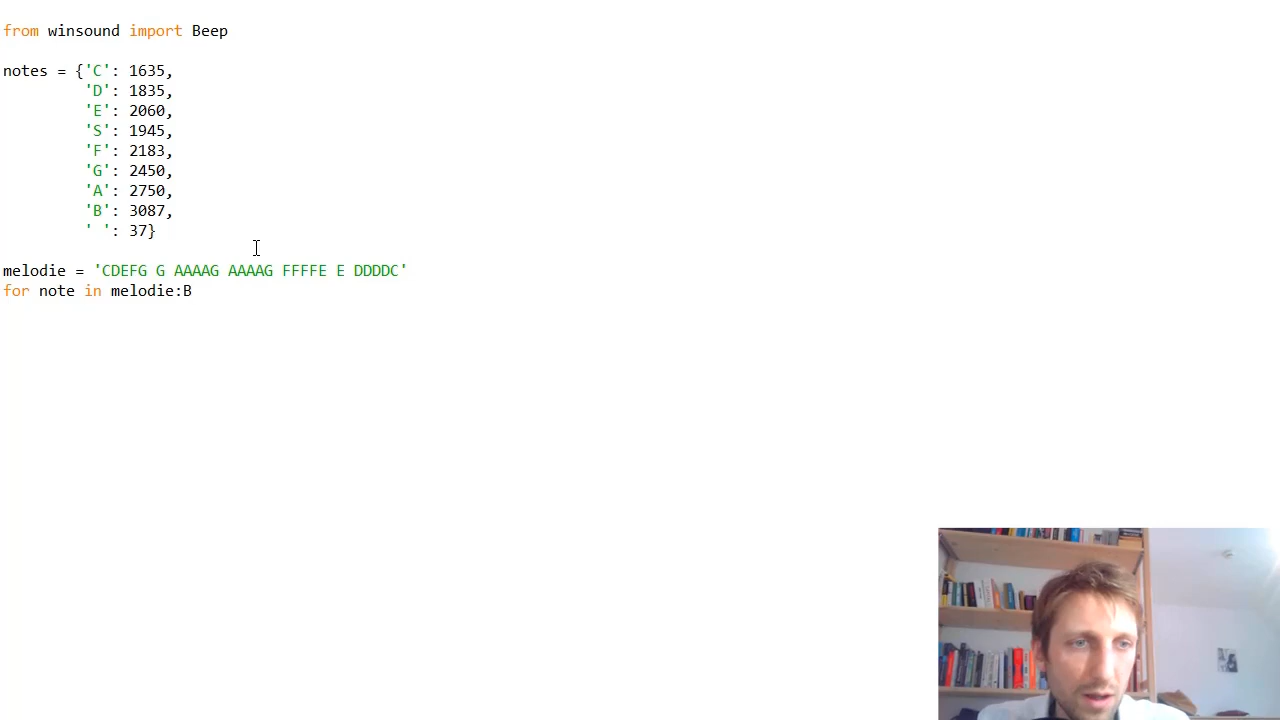 from winsound import Beep
notes = {'C': 1635,
'D': 1835,
'E': 2060,
'S': 1945,
'F': 2183,
'G': 2450,
'A': 2750,
'B': 3087,
' ': 37}
melodie = 'CDEFG G AAAAG AAAAG FFFFE E DDDDC'
for note in melodie:B